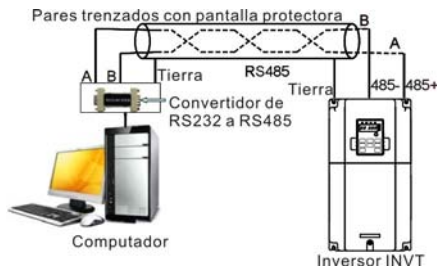 Pares trenzados con pantalla protectora
B
A
A B
Tierra
RS485
Tierra
485- 485+
Convertidor de
RS232 a RS485
Computador
Inversor INVT